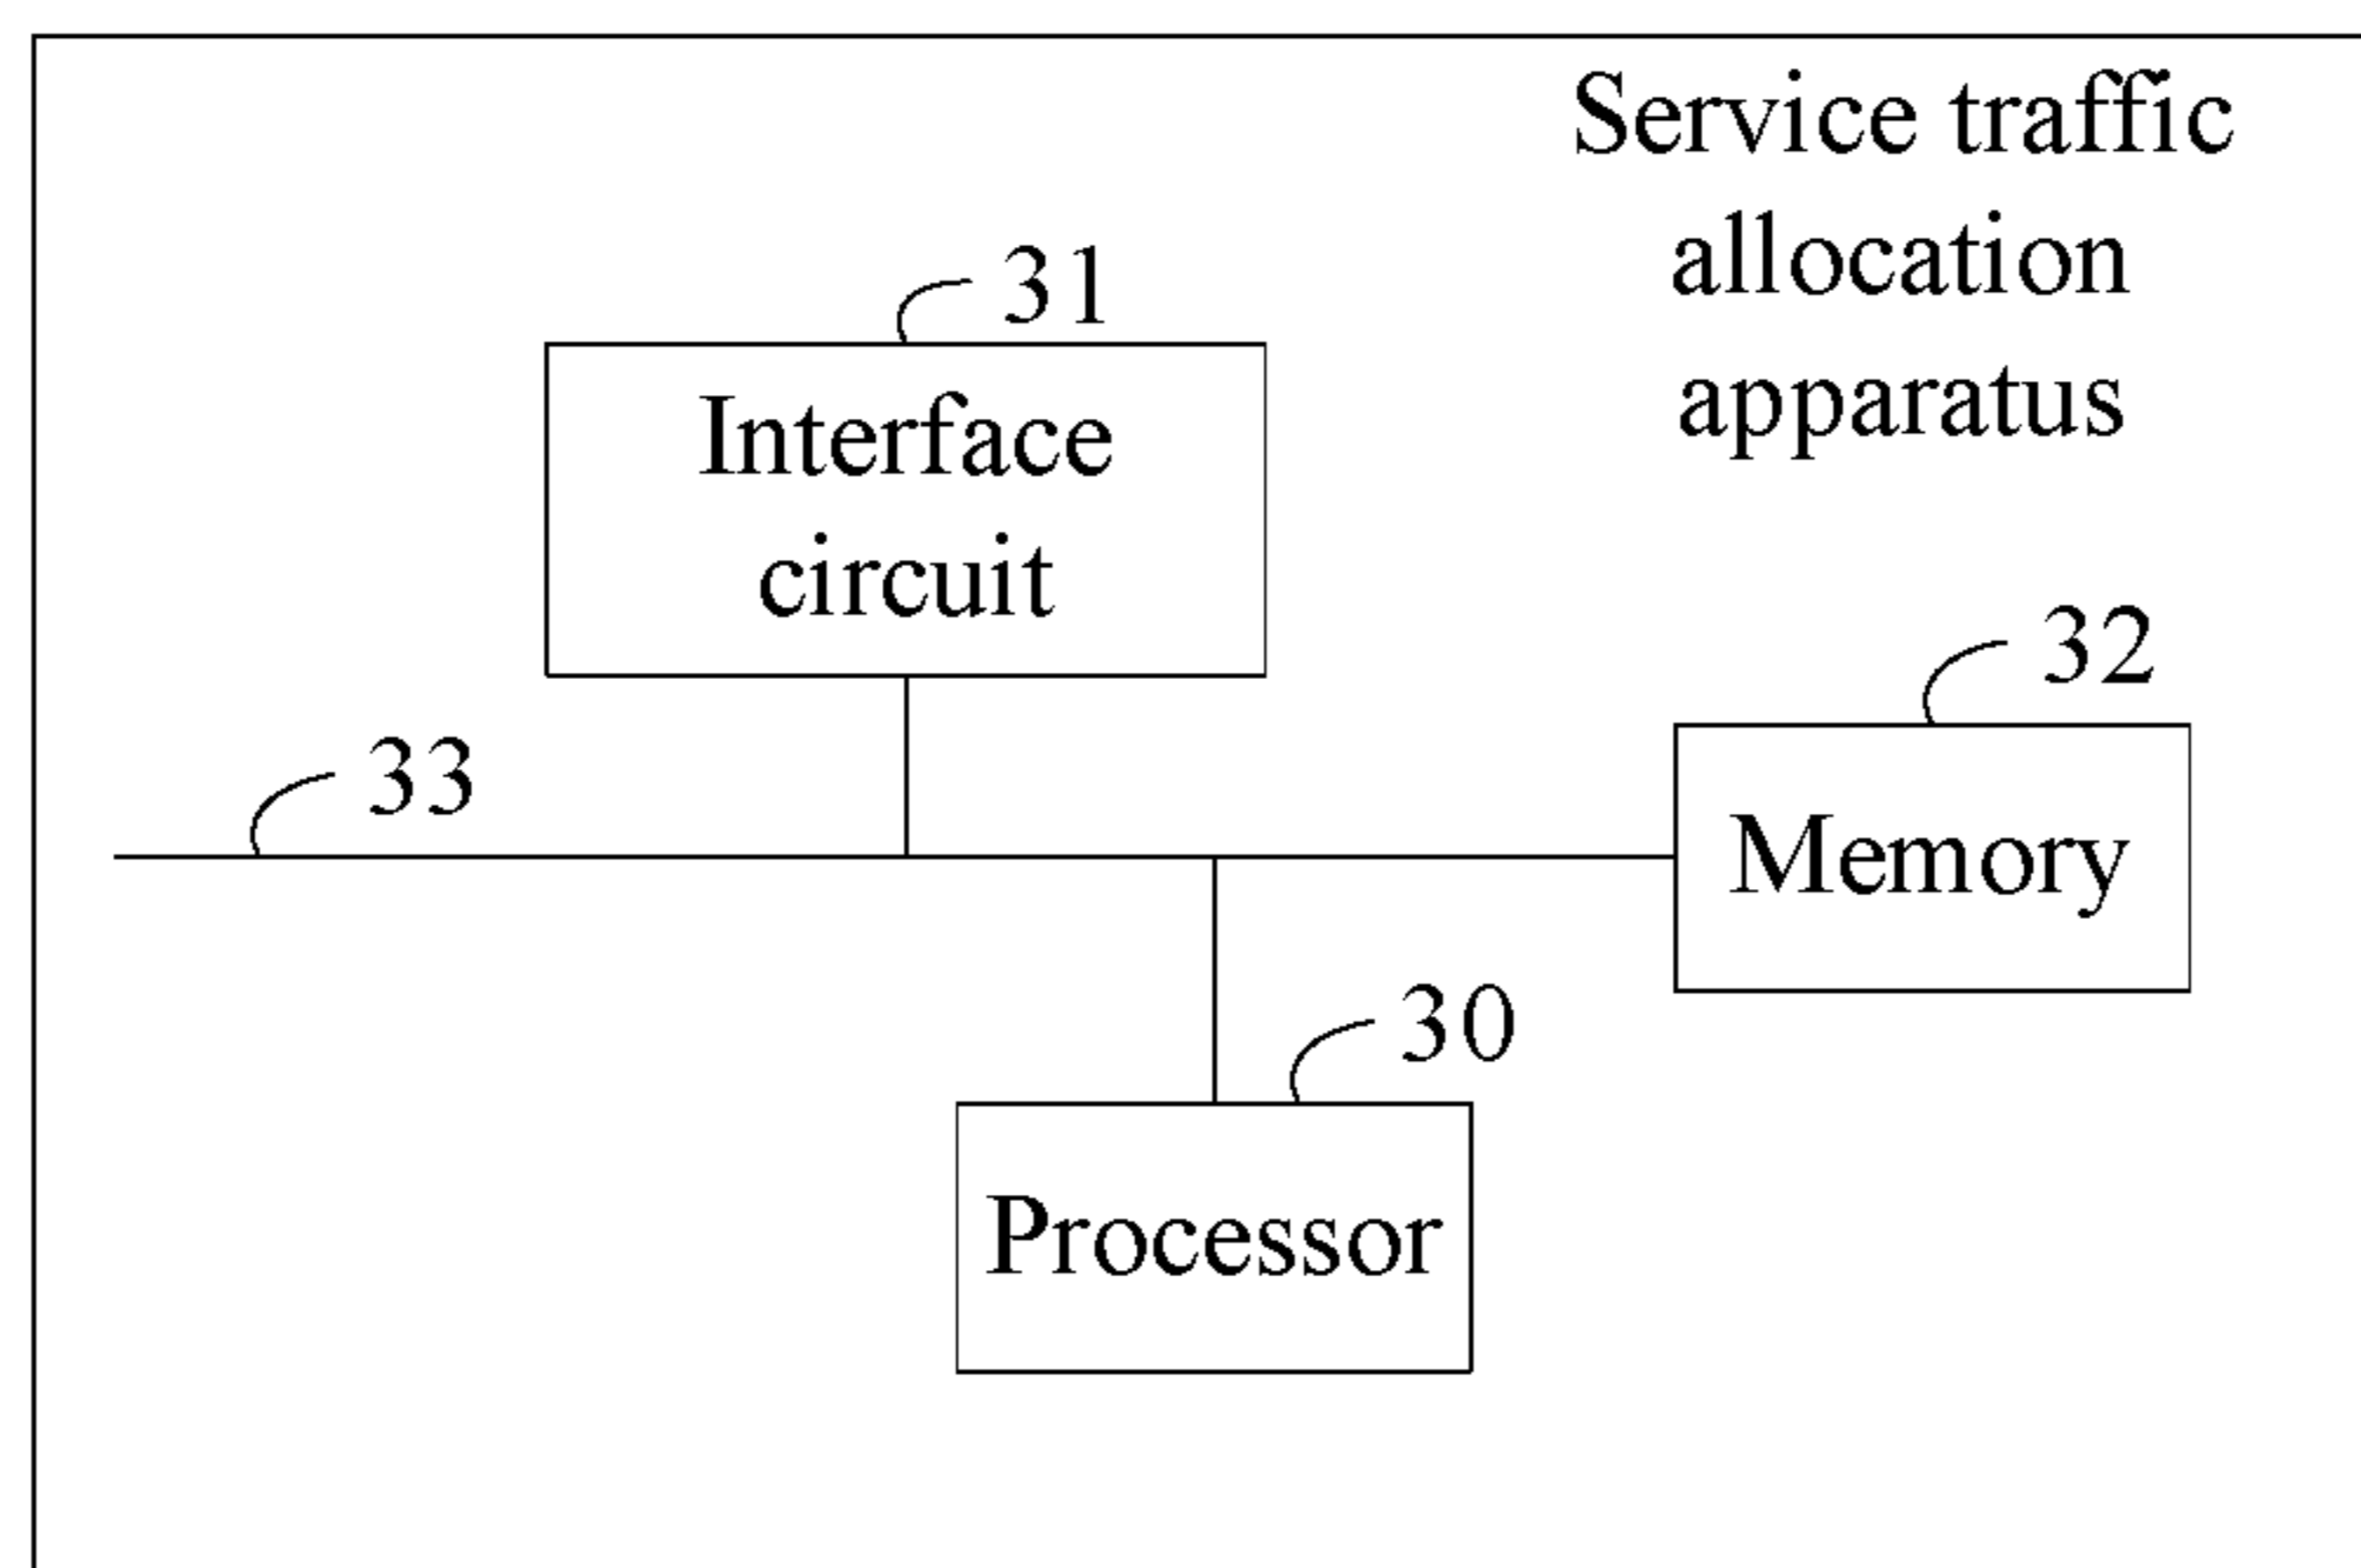 Service traffic
allocation
apparatus
31
Interface
circuit
32
33
Memory
30
Processor